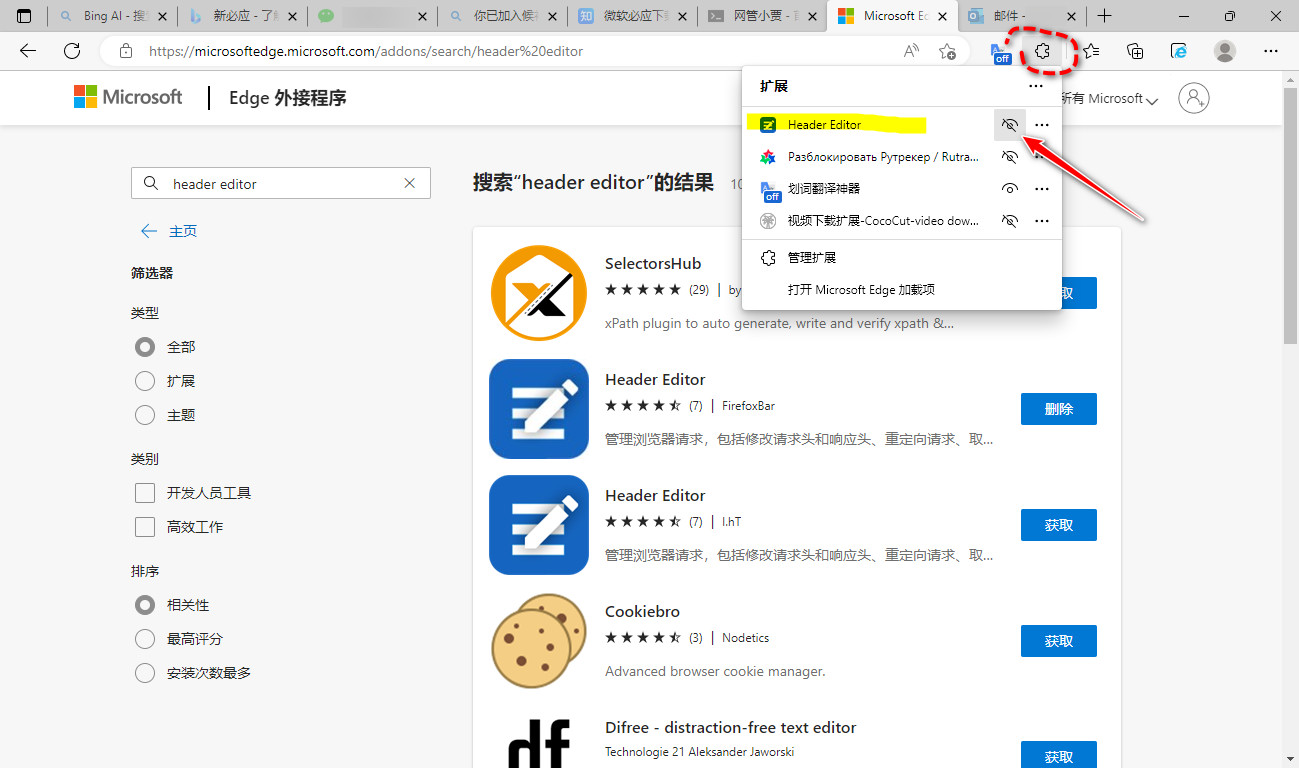 Bing AI - 搜
新必应 - 了
你已加入候
微软必应下
网管小贾 -
Microsoft Ed
邮件 -
https://microsoftedge.microsoft.com/addons/search/header%20editor
off
Microsoft
Edge 外接程序
所有 Microsoft
扩展
Header Editor
Разблокировать Рутрекер / Rutra...
划词翻译神器
off
视频下载扩展-CocoCut-video dow...
管理扩展
打开 Microsoft Edge 加载项
header editor
主页
筛选器
类型
全部
扩展
主题
类别
开发人员工具
高效工作
排序
相关性
最高评分
安装次数最多
搜索“header editor”的结果 10
SelectorsHub
(29) | by
取
xPath plugin to auto generate, write and verify xpath &...
Header Editor
(7) | FirefoxBar
删除
管理浏览器请求，包括修改请求头和响应头、重定向请求、取...
Header Editor
(7) | I.hT
获取
管理浏览器请求，包括修改请求头和响应头、重定向请求、取...
Cookiebro
(3) | Nodetics
获取
Advanced browser cookie manager.
df
Difree - distraction-free text editor
Technologie 21 Aleksander Jaworski
获取